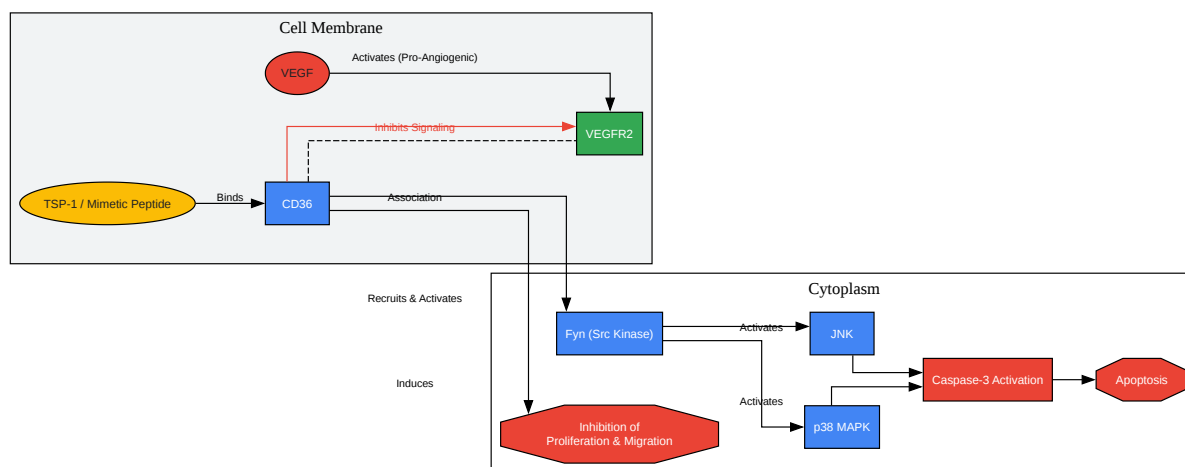 Cell Membrane
Activates (Pro-Angiogenic)
VEGF
Inhibits Signaling
VEGFR2
TSP-1 / Mimetic Peptide
Binds
CD36
Association
Cytoplasm
Recruits & Activates
Fyn (Src Kinase)
Activates
JNK
Induces
Caspase-3 Activation
Apoptosis
Activates
p38 MAPK
Inhibition of
Proliferation & Migration